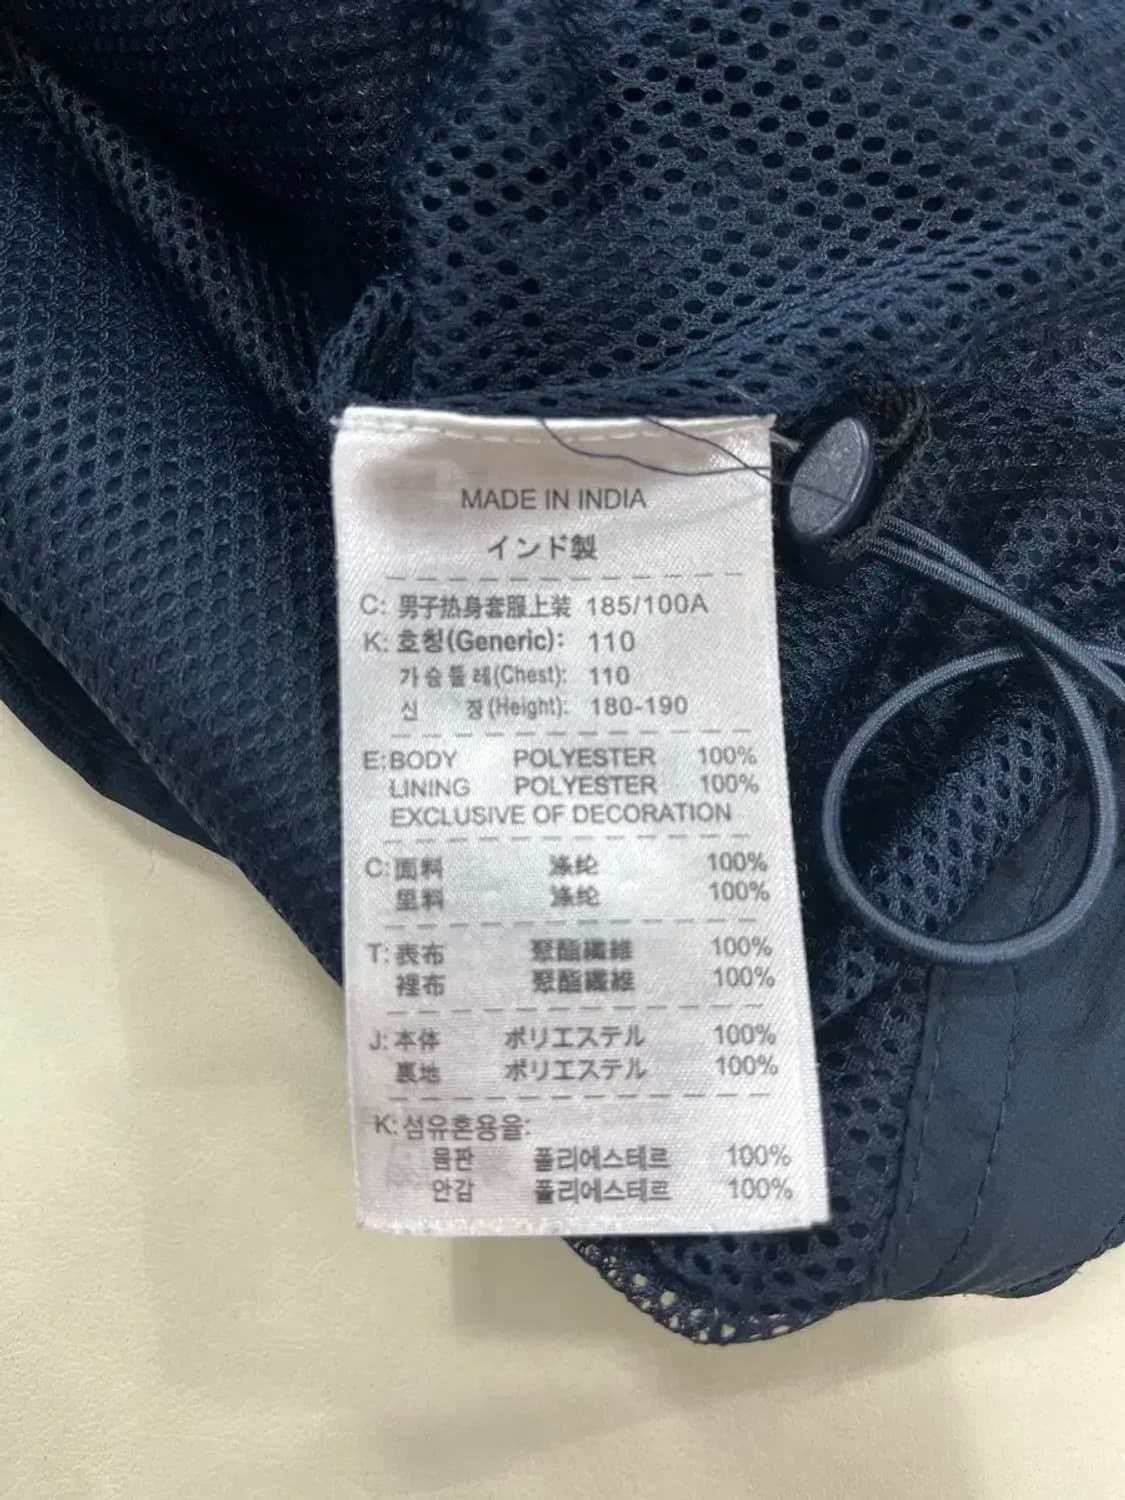 MADE IN INDIA
インド製
C: 男子热身套服上装 185/100A
K: 호칭(Generic): 110
가슴둘레(Chest): 110
신 장(Height): 180-190
E: BODY POLYESTER 100%
LINING POLYESTER 100%
EXCLUSIVE OF DECORATION
C: 面料 涤纶 100%
里料 涤纶 100%
T: 表布 聚酯纖維 100%
裡布 聚酯纖維 100%
J: 本体 ポリエステル 100%
裏地 ポリエステル 100%
K: 섬유혼용율:
몸판 폴리에스테르 100%
안감 폴리에스테르 100%